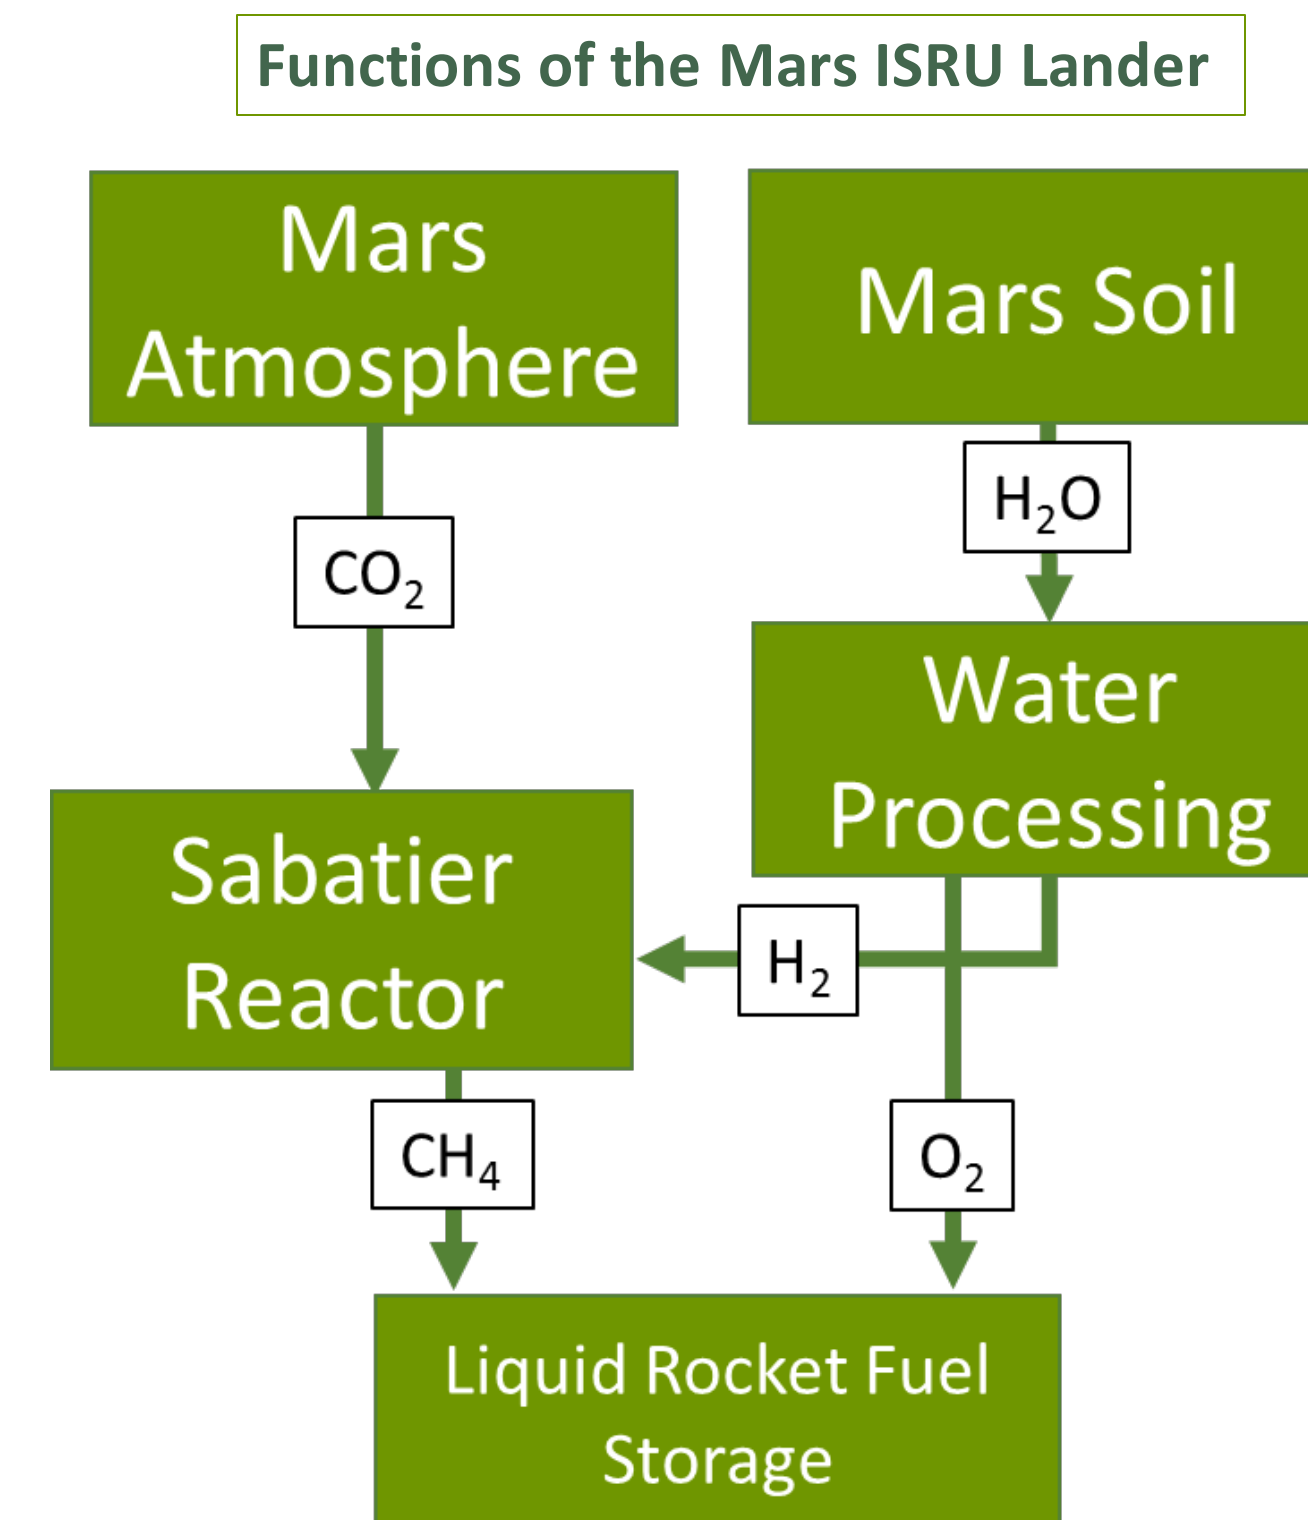 Functions of the Mars ISRU Lander
Mars
Atmosphere
Mars Soil
H₂O
CO₂
Water
Processing
Sabatier
Reactor
H₂
CH₄
O₂
Liquid Rocket Fuel
Storage